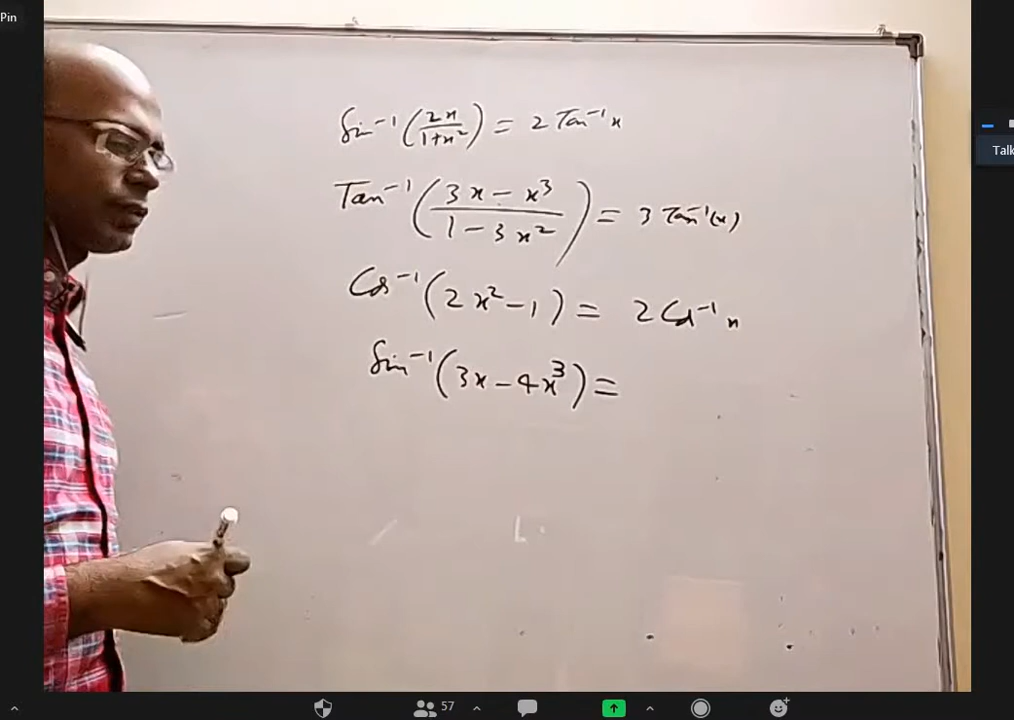 Pin
Sin⁻¹(2x/1+x²) = 2 Tan⁻¹x
Tan⁻¹(3x - x³/1 - 3x²) = 3 Tan⁻¹(x)
Cos⁻¹(2x²-1) = 2 Cos⁻¹x
Sin⁻¹(3x-4x³) =
Talk
57